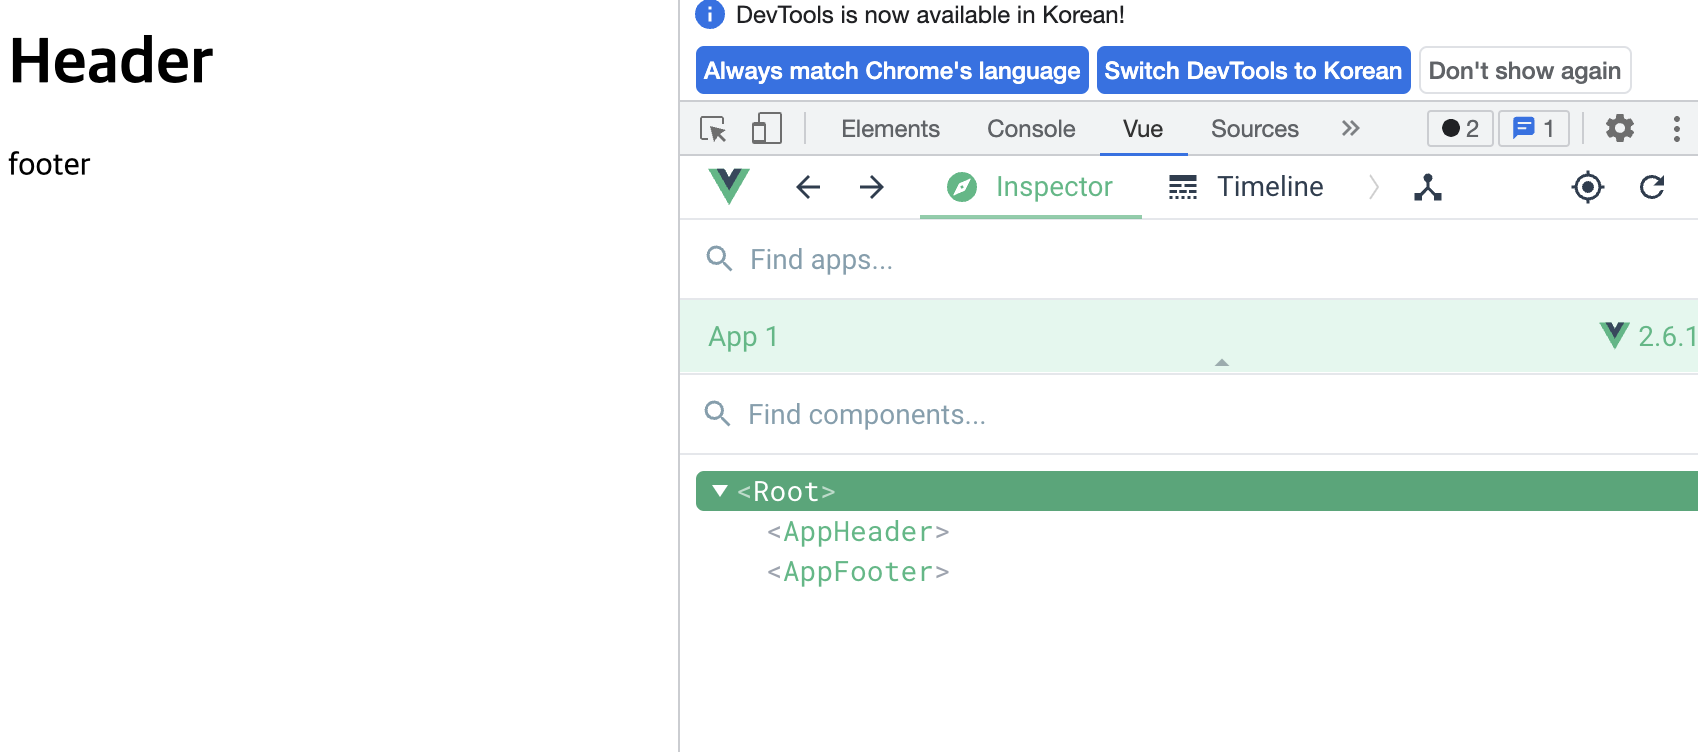 Header
footer
DevTools is now available in Korean!
Always match Chrome's language Switch DevTools to Korean Don't show again
Elements Console Vue Sources 2 1
Inspector Timeline
Find apps...
App 1 2.6.1
Find components...
<Root>
<AppHeader>
<AppFooter>